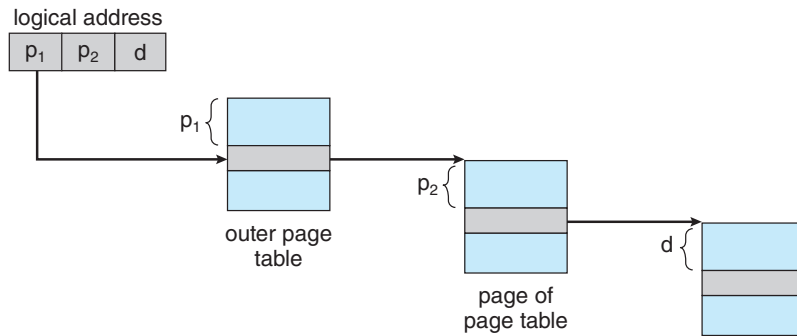 logical address
p₁ p₂ d
p₁
outer page
table
p₂
page of
page table
d